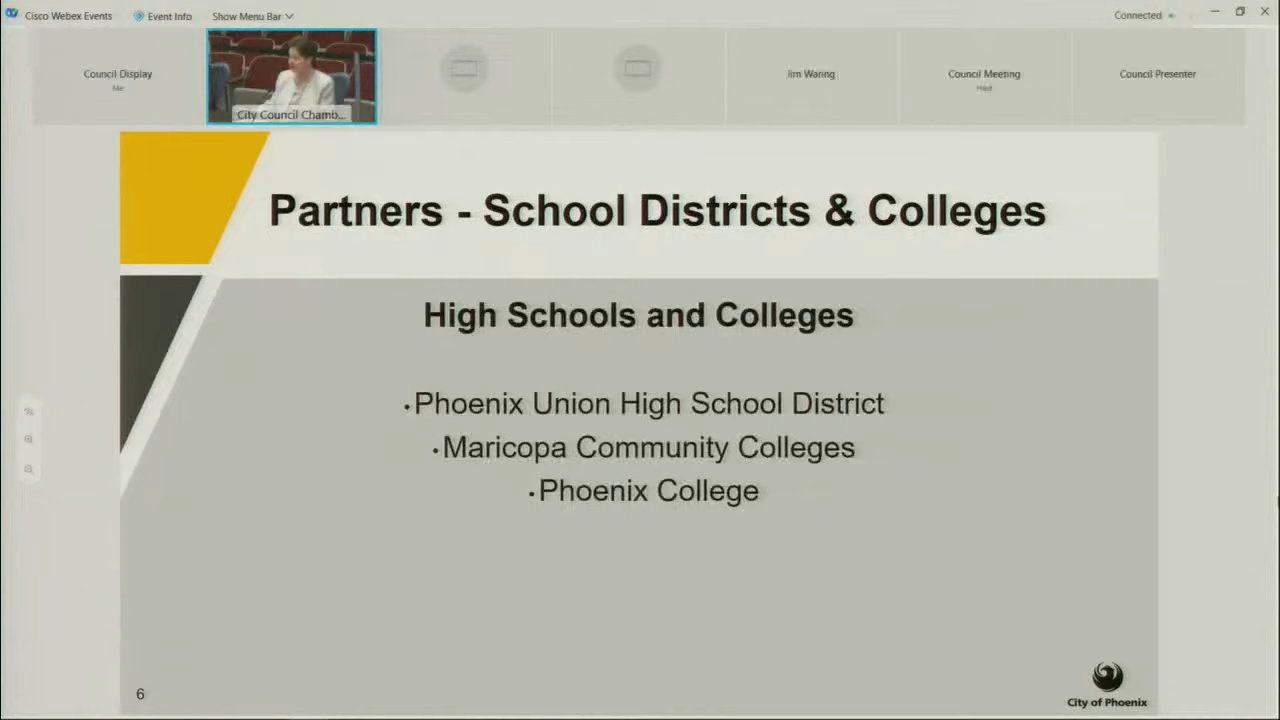 Cisco Webex Events
Event Info
Show Menu Bar
Connected
Council Display
Me
City Council Chamb...
Jim Waring
Council Meeting
Host
Council Presenter
Partners - School Districts & Colleges
High Schools and Colleges
•Phoenix Union High School District
•Maricopa Community Colleges
•Phoenix College
6
City of Phoenix